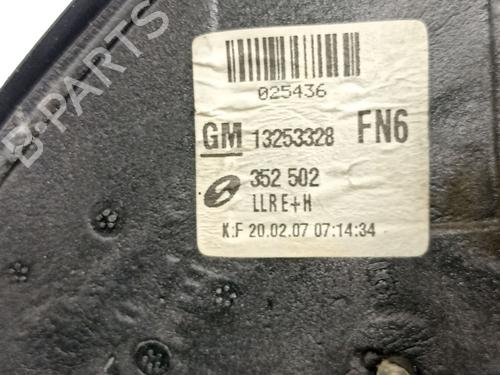 B-PARTS
025436
GM 13253328 FN6
352 502
LLRE+H
K:F 20.02.07 07:14:34